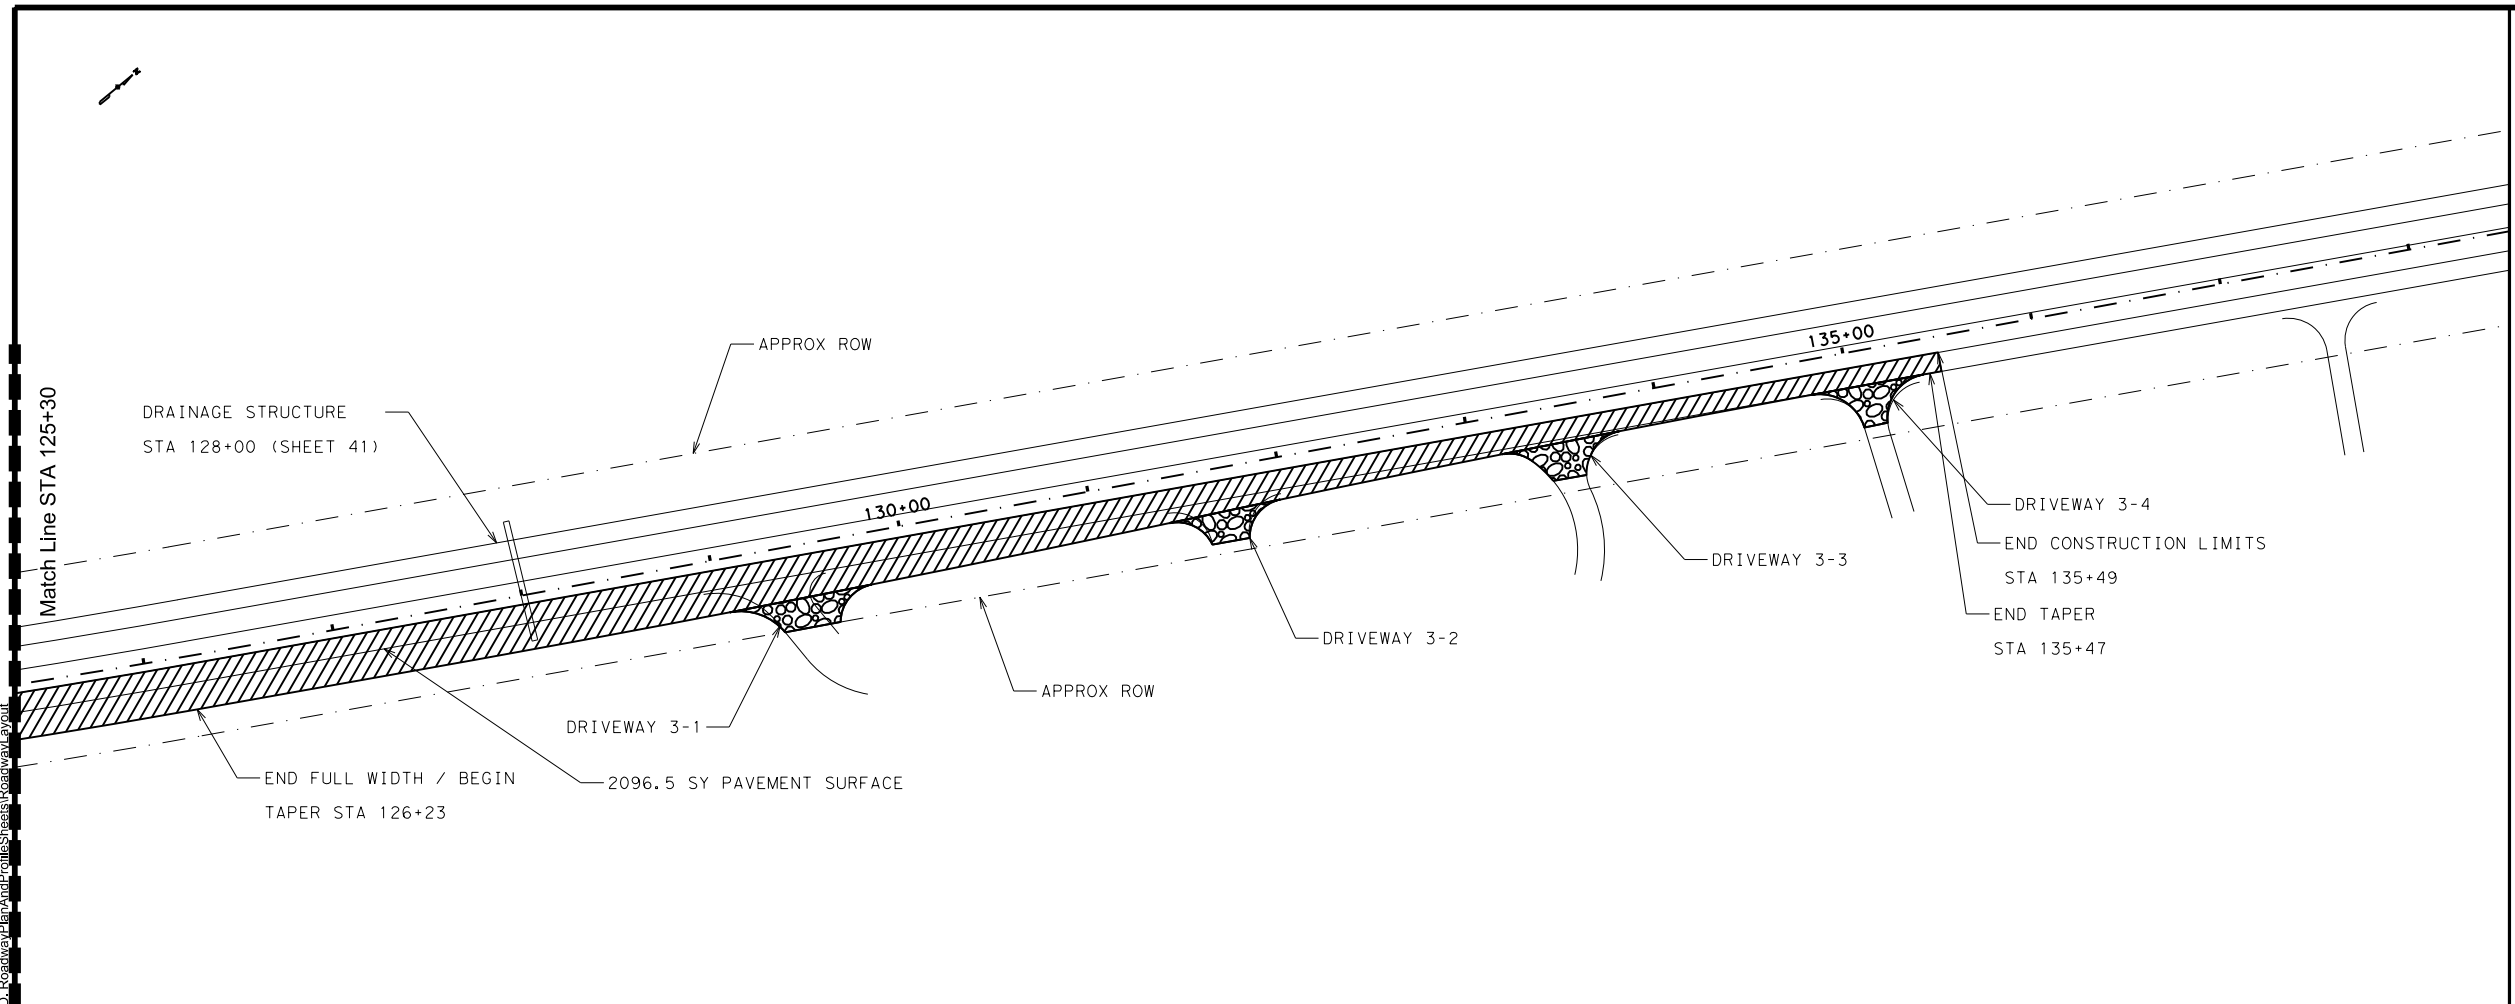 APPROX ROW
135+00
Match Line STA 125+30
DRAINAGE STRUCTURE
STA 128+00 (SHEET 41)
130+00
DRIVEWAY 3-4
END CONSTRUCTION LIMITS
STA 135+49
DRIVEWAY 3-3
END TAPER
STA 135+47
DRIVEWAY 3-2
APPROX ROW
DRIVEWAY 3-1
END FULL WIDTH / BEGIN
TAPER STA 126+23
2096.5 SY PAVEMENT SURFACE
RoadwayPlanAndProfileSheets\RoadwayLayout